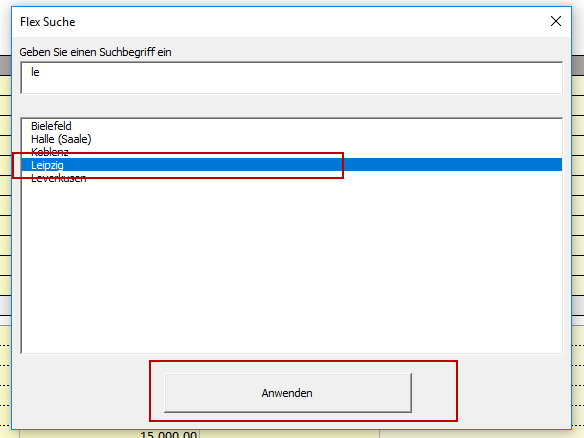 Flex Suche
Geben Sie einen Suchbegriff ein
le
Bielefeld
Halle (Saale)
Koblenz
Leipzig
Leverkusen
Anwenden
15.000,00